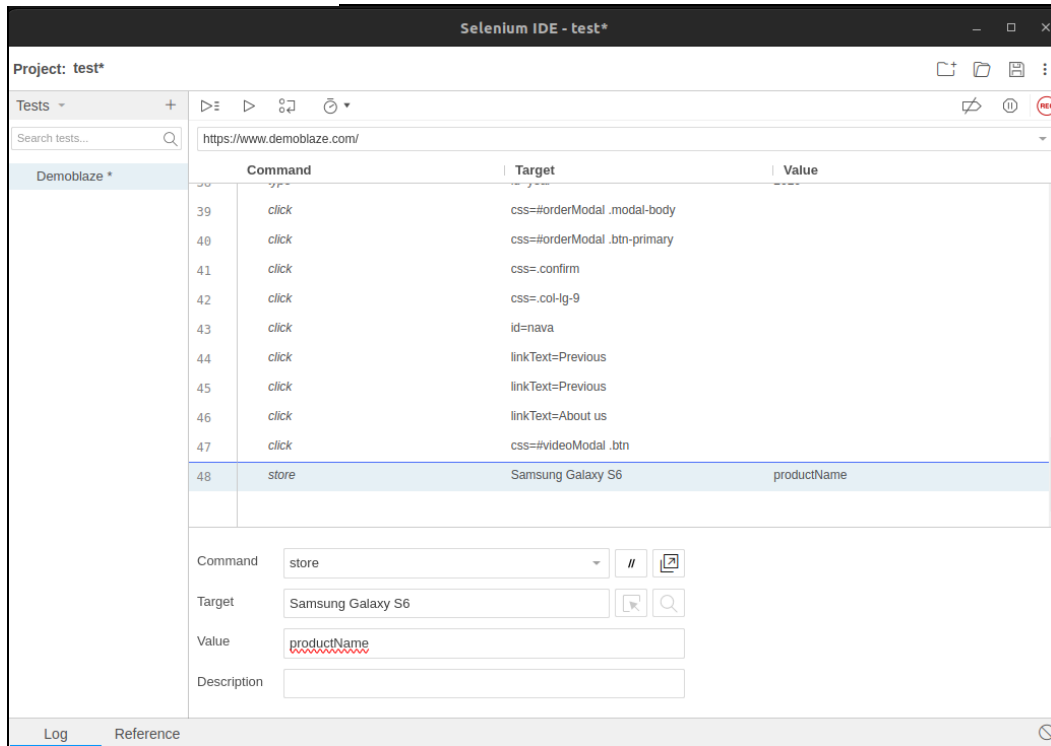 Selenium IDE - test*
Project: test*
Tests
Search tests...
Demoblaze *
https://www.demoblaze.com/
Command Target Value
39 click css=#orderModal .modal-body
40 click css=#orderModal .btn-primary
41 click css=.confirm
42 click css=.col-lg-9
43 click id=nava
44 click linkText=Previous
45 click linkText=Previous
46 click linkText=About us
47 click css=#videoModal .btn
48 store Samsung Galaxy S6 productName
Command store //
Target Samsung Galaxy S6
Value productName
Description
Log Reference